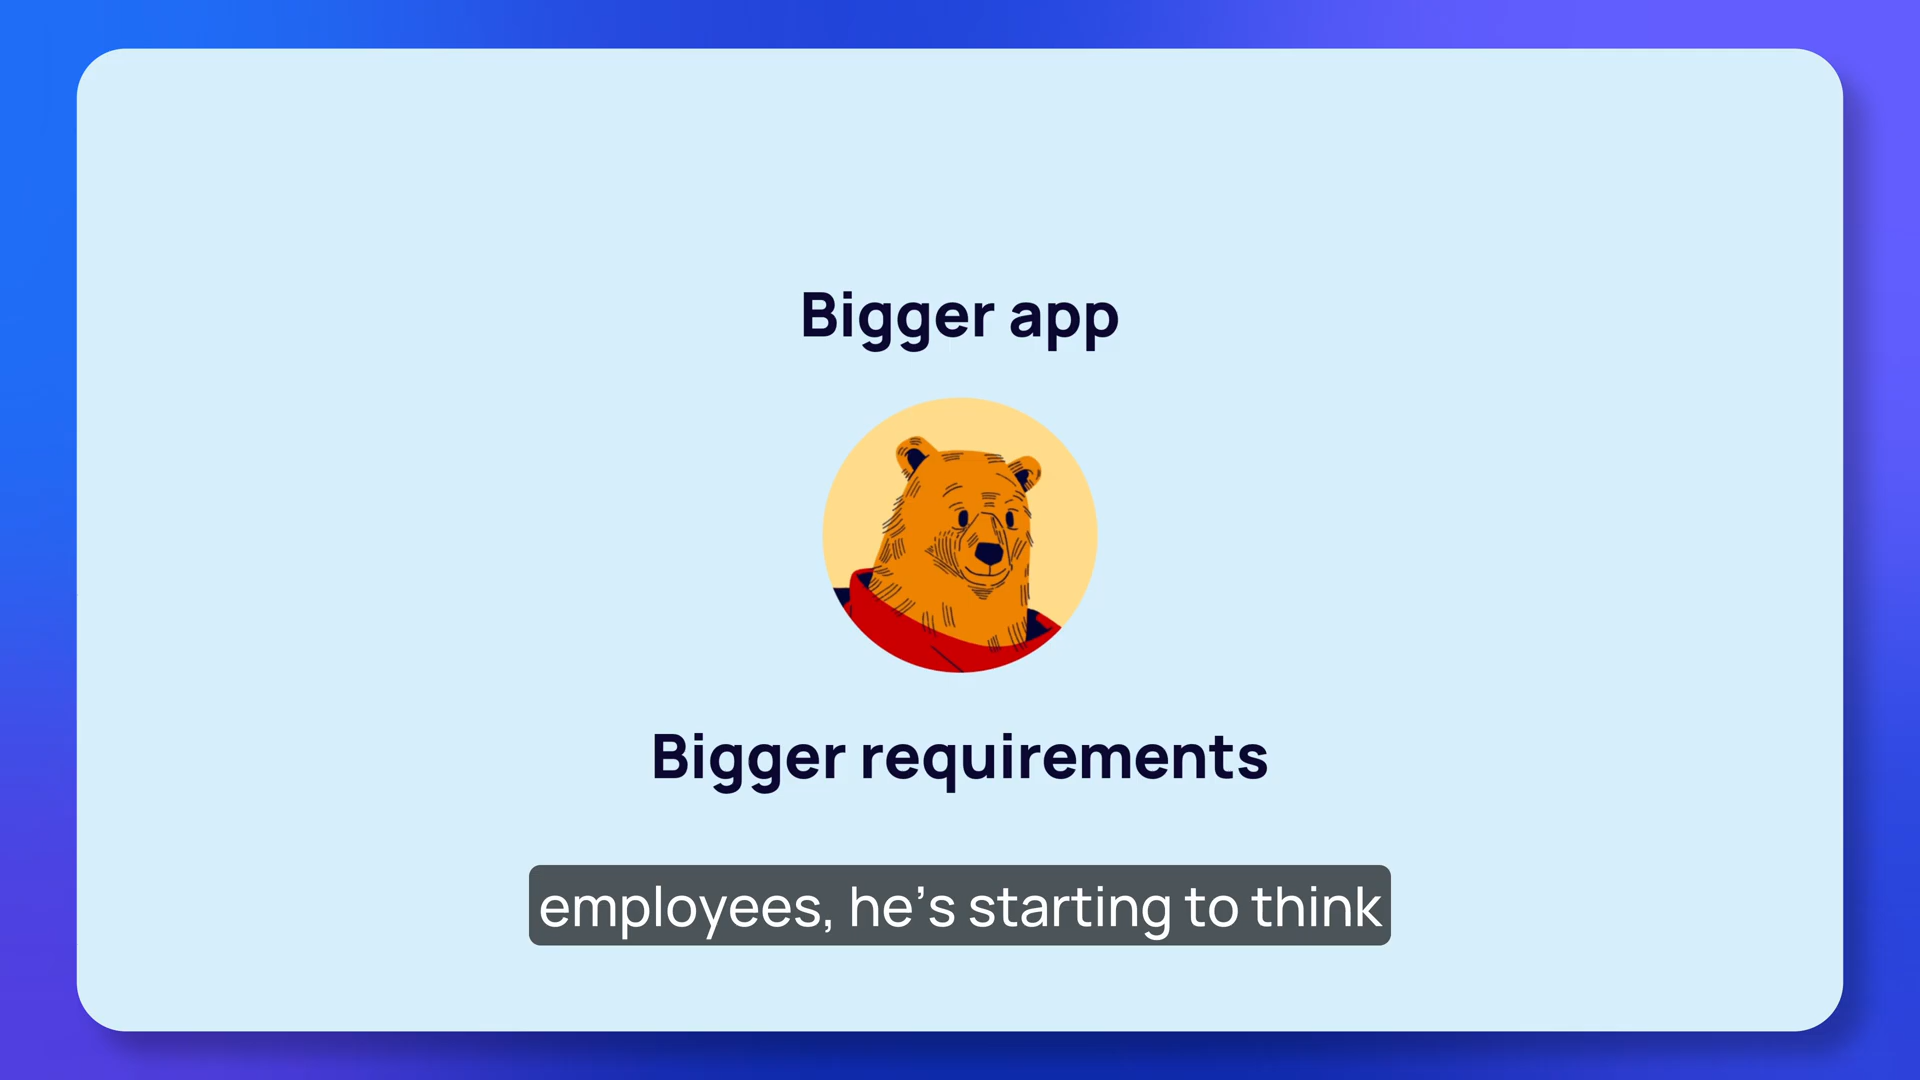 Bigger app
Bigger requirements
employees, he's starting to think